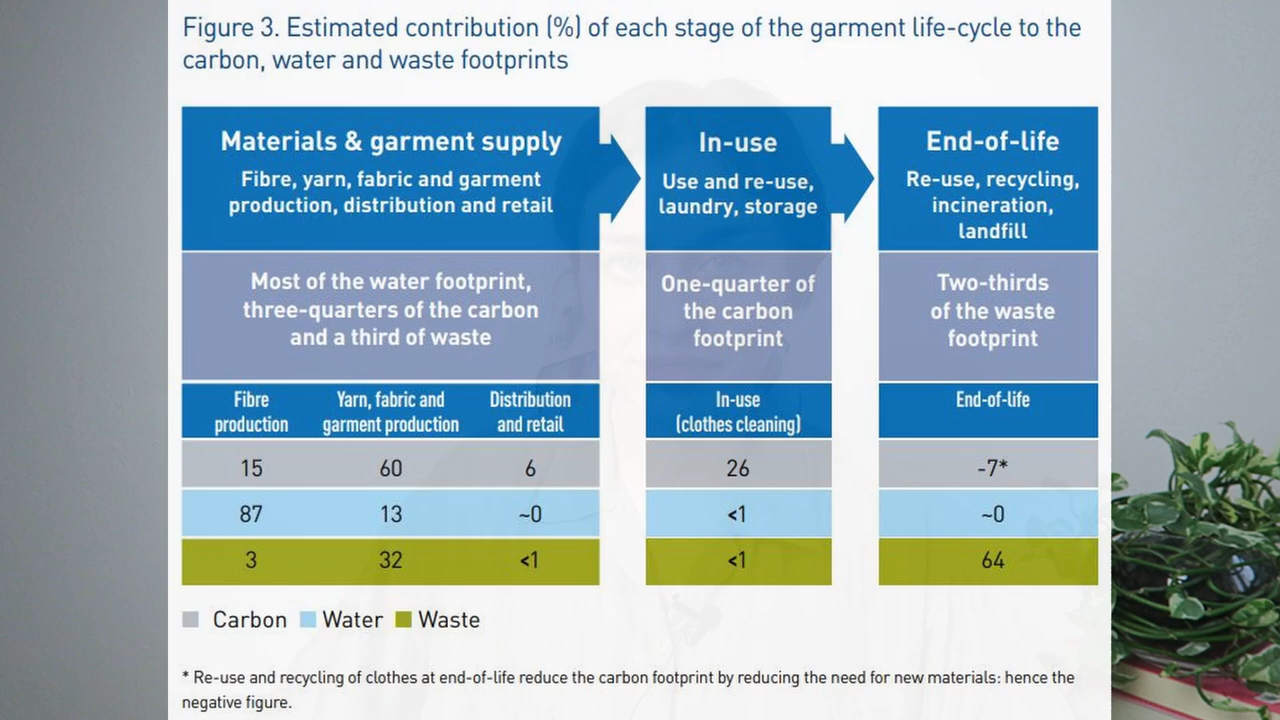 Figure 3. Estimated contribution (%) of each stage of the garment life-cycle to the
carbon, water and waste footprints
Materials & garment supply
Fibre, yarn, fabric and garment
production, distribution and retail
In-use
Use and re-use,
laundry, storage
End-of-life
Re-use, recycling,
incineration,
landfill
Most of the water footprint,
three-quarters of the carbon
and a third of waste
One-quarter of
the carbon
footprint
Two-thirds
of the waste
footprint
Fibre
production
Yarn, fabric and
garment production
Distribution
and retail
In-use
(clothes cleaning)
End-of-life
15 60 6 26 -7*
87 13 ~0 <1 ~0
3 32 <1 <1 64
Carbon Water Waste
* Re-use and recycling of clothes at end-of-life reduce the carbon footprint by reducing the need for new materials: hence the
negative figure.